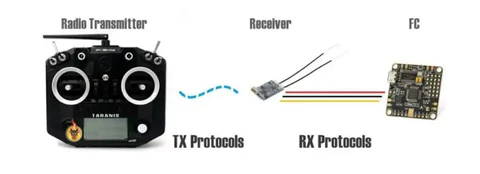 Radio Transmitter
Receiver
FC
TARANIS
TX Protocols
RX Protocols